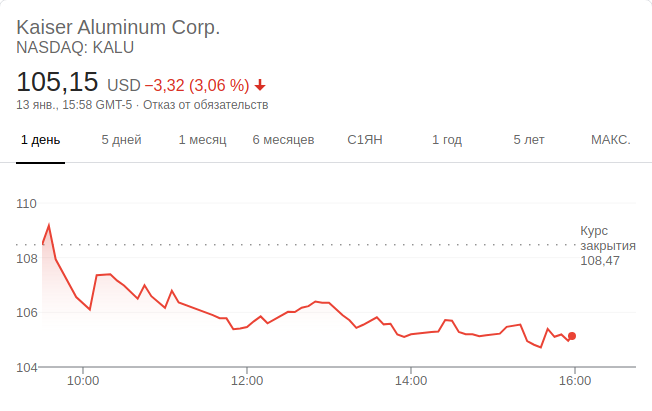 Kaiser Aluminum Corp.
NASDAQ: KALU
105,15 USD −3,32 (3,06 %)
13 янв., 15:58 GMT-5 · Отказ от обязательств
1 день 5 дней 1 месяц 6 месяцев С1ЯН 1 год 5 лет МАКС.
110
108
106
104
Курс
закрытия
108,47
10:00 12:00 14:00 16:00